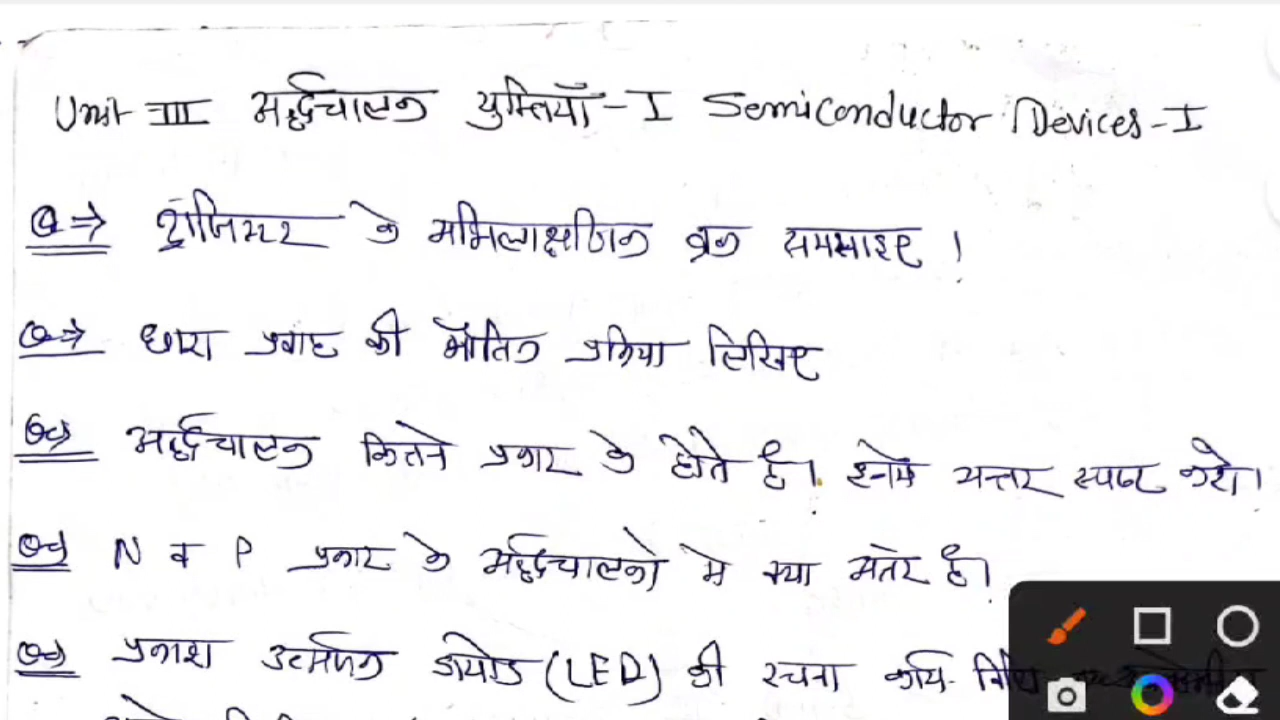 Unit III अर्द्धचालक युक्तियाँ - I Semiconductor Devices - I
Q⇒ ट्रांजिस्टर के अभिलाक्षणिक वक्र समझाइए ।
Q⇒ धारा प्रवाह की भौतिक प्रक्रिया लिखिए
Q⇒ अर्द्धचालक कितने प्रकार के होते है। इनमे अन्तर स्पष्ट करो।
Q⇒ N व P प्रकार के अर्द्धचालको मे क्या अंतर है।
Q⇒ प्रकाश उत्सर्जक डायोड (LED) की रचना कार्य विधि